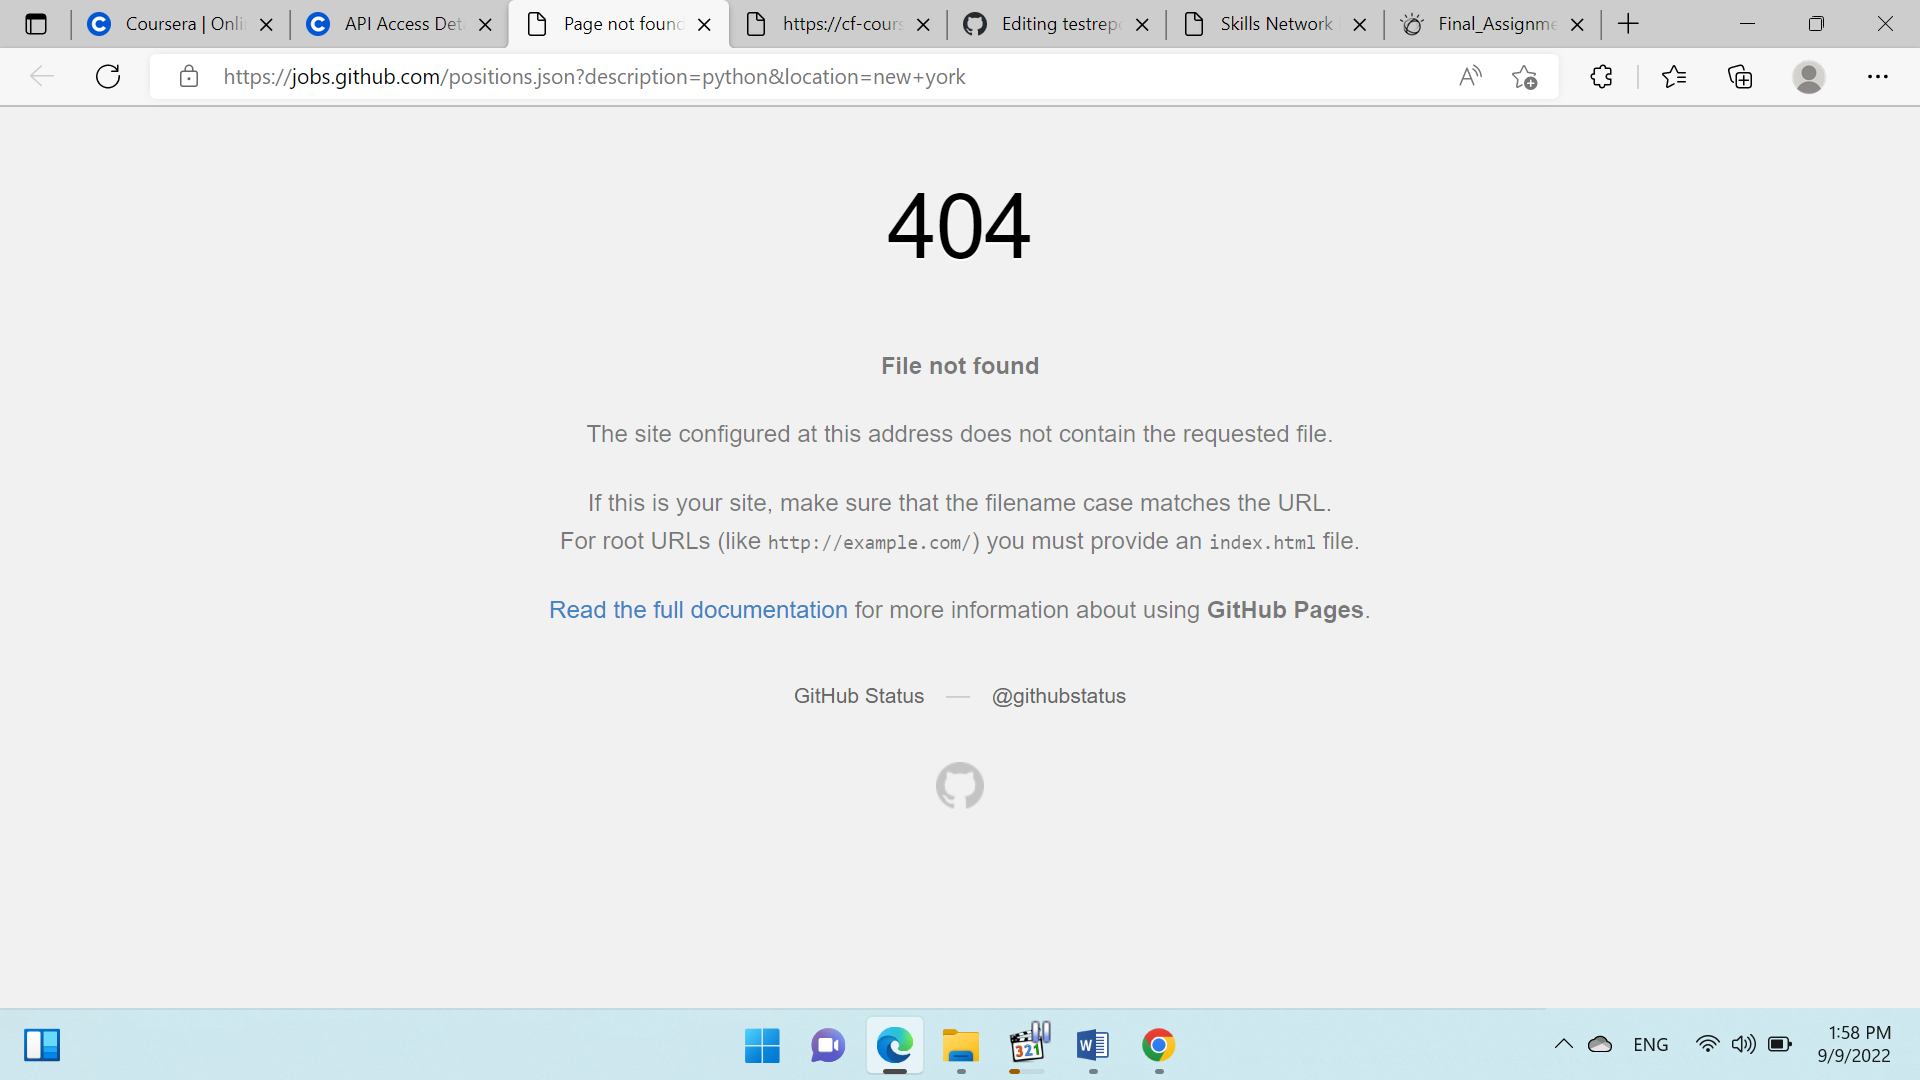 Coursera | Onli
API Access Det
Page not found
https://cf-cours
Editing testrepo
Skills Network
Final_Assignme
https://jobs.github.com/positions.json?description=python&location=new+york
404
File not found
The site configured at this address does not contain the requested file.
If this is your site, make sure that the filename case matches the URL.
For root URLs (like http://example.com/) you must provide an index.html file.
Read the full documentation for more information about using GitHub Pages.
GitHub Status — @githubstatus
321
W
ENG
1:58 PM
9/9/2022